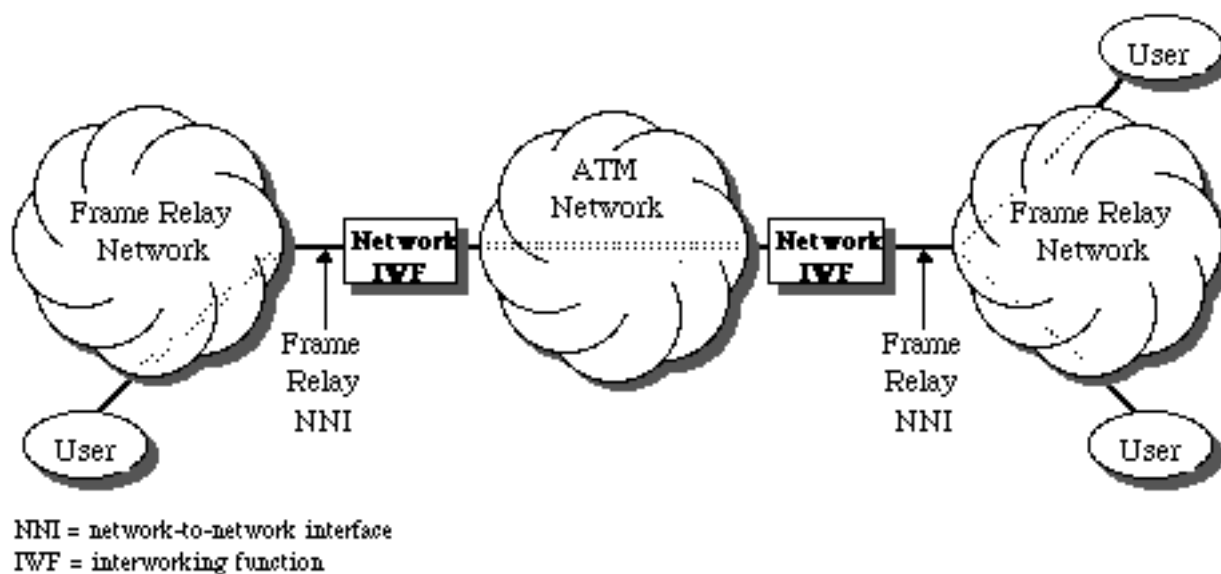 User
Frame Relay
Network
Network
IWF
ATM
Network
Network
IWF
Frame Relay
Network
Frame
Relay
NNI
Frame
Relay
NNI
User
User
NNI = network-to-network interface
IWF = interworking function